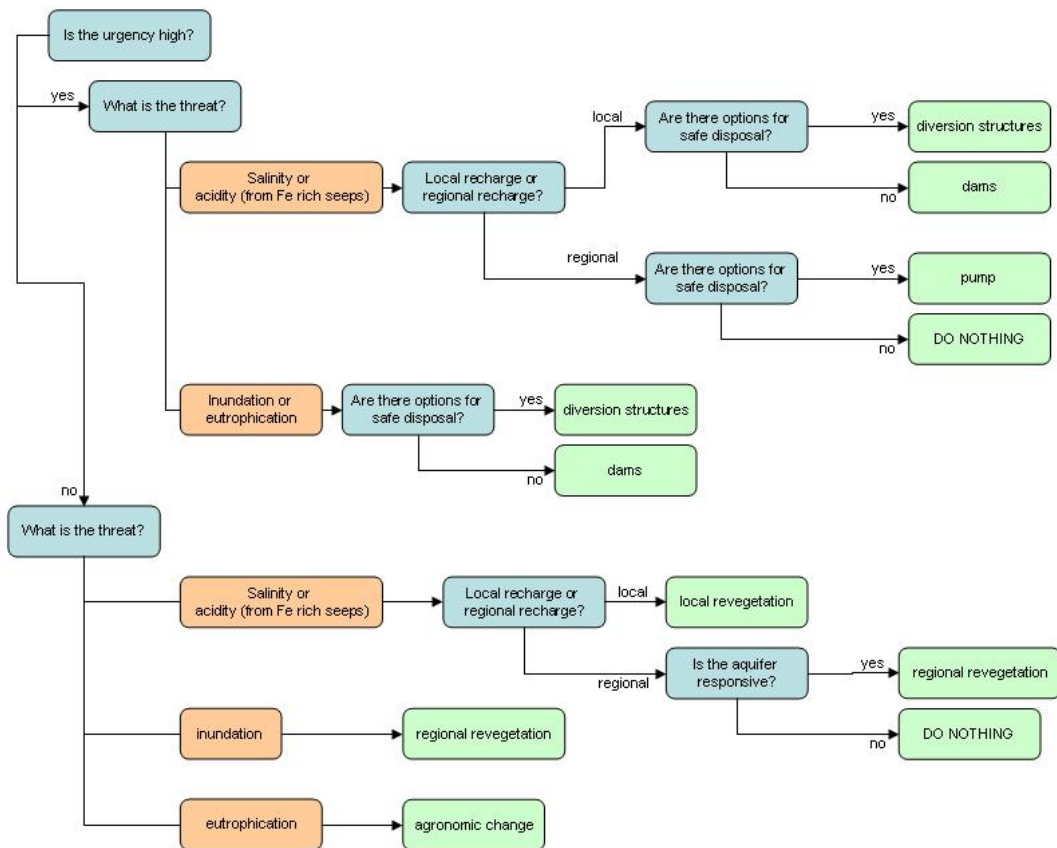 Is the urgency high?
yes
What is the threat?
Salinity or
acidity (from Fe rich seeps)
Local recharge or
regional recharge?
local
Are there options for
safe disposal?
yes
diversion structures
no
dams
regional
Are there options for
safe disposal?
yes
pump
no
DO NOTHING
Inundation or
eutrophication
Are there options for
safe disposal?
yes
diversion structures
no
dams
no
What is the threat?
Salinity or
acidity (from Fe rich seeps)
Local recharge or
regional recharge?
local
local revegetation
regional
Is the aquifer
responsive?
yes
regional revegetation
no
DO NOTHING
inundation
regional revegetation
eutrophication
agronomic change